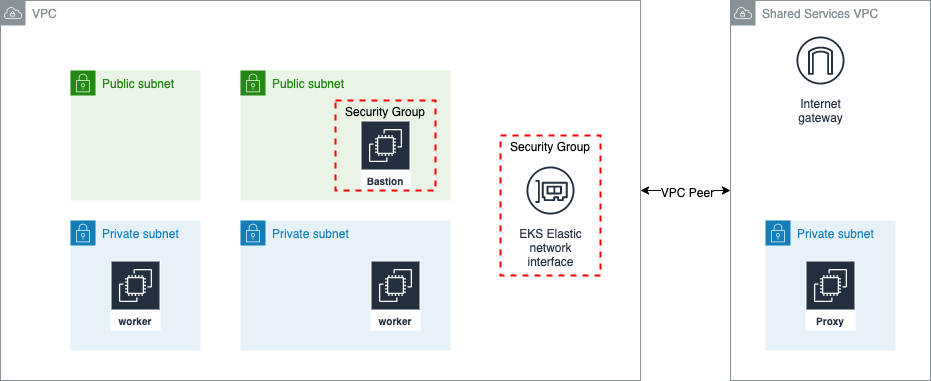 VPC
Shared Services VPC
Internet
gateway
Public subnet
Public subnet
Security Group
Bastion
Security Group
EKS Elastic
network
interface
VPC Peer
Private subnet
worker
Private subnet
worker
Private subnet
Proxy